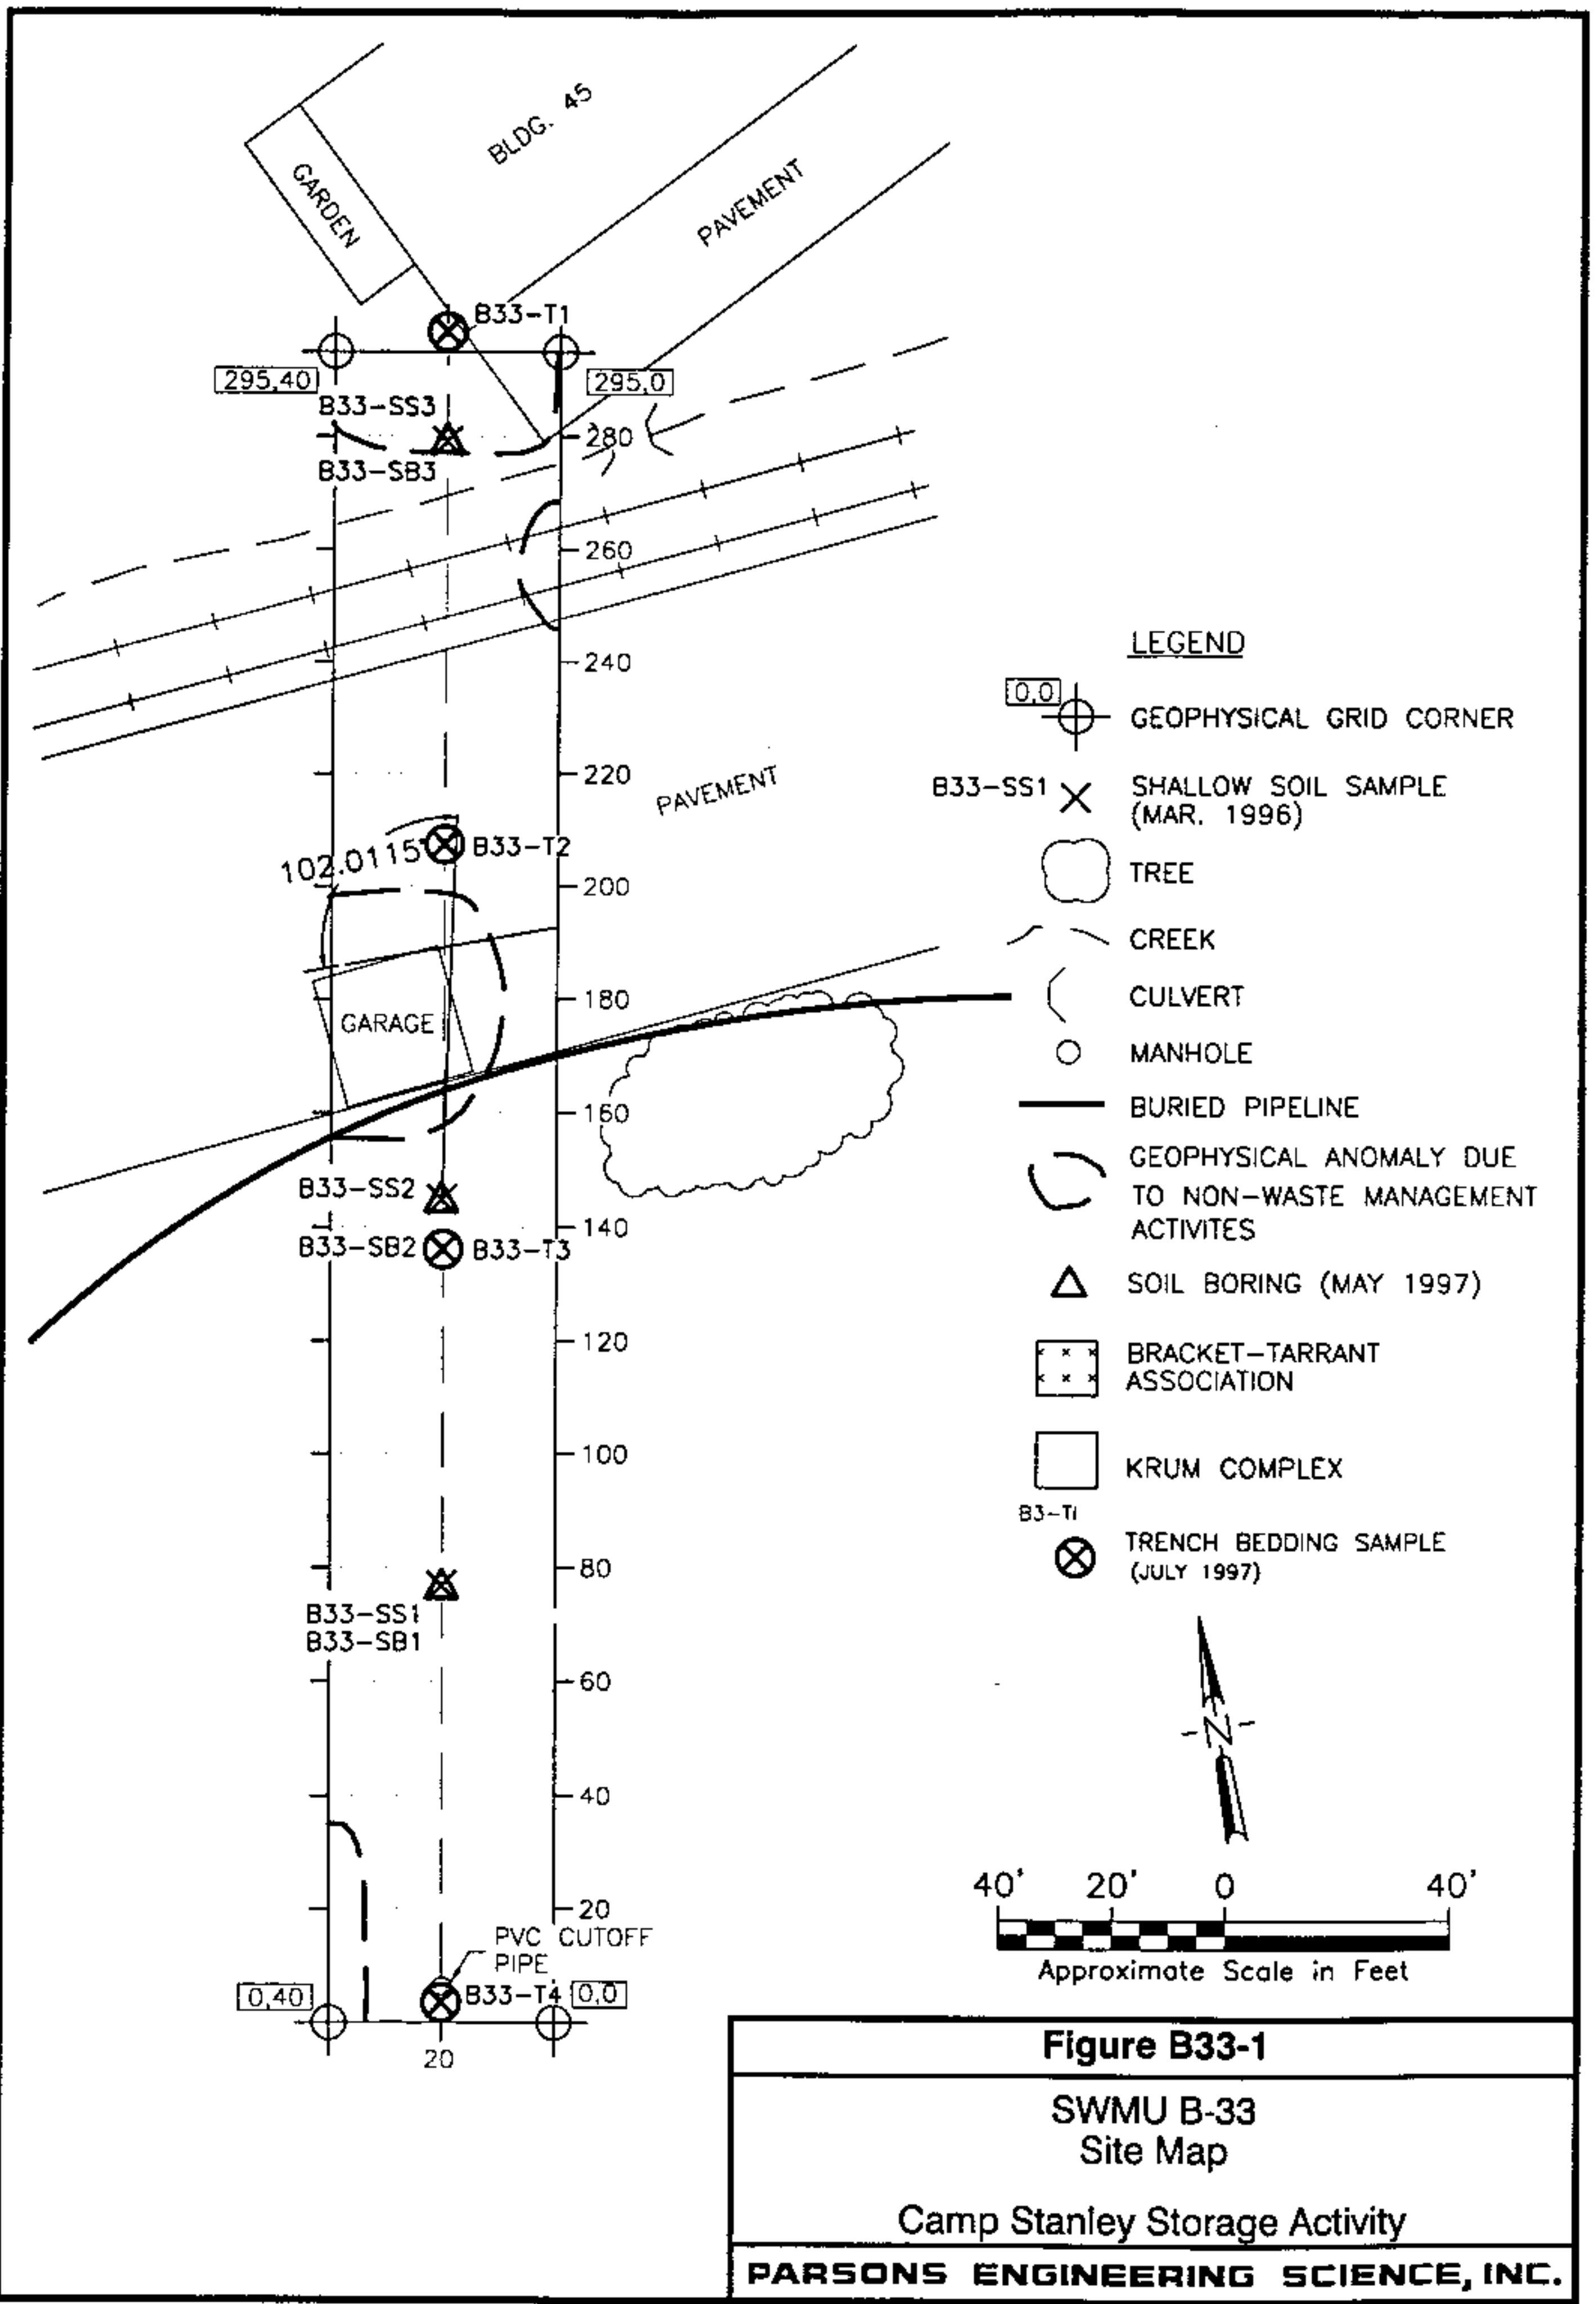 BLDG. 45
GARDEN
PAVEMENT
B33-T1
295,40
295,0
B33-SS3
280
B33-SB3
260
240
220
PAVEMENT
102.0115
B33-T2
200
180
GARAGE
160
B33-SS2
140
B33-SB2
B33-T3
120
100
80
B33-SS1
B33-SB1
60
40
20
PVC CUTOFF
PIPE
0,40
B33-T4
0,0
20
LEGEND
0,0
GEOPHYSICAL GRID CORNER
B33-SS1
SHALLOW SOIL SAMPLE
(MAR. 1996)
TREE
CREEK
CULVERT
MANHOLE
BURIED PIPELINE
GEOPHYSICAL ANOMALY DUE
TO NON-WASTE MANAGEMENT
ACTIVITES
SOIL BORING (MAY 1997)
BRACKET-TARRANT
ASSOCIATION
KRUM COMPLEX
B3-TI
TRENCH BEDDING SAMPLE
(JULY 1997)
N
40' 20' 0 40'
Approximate Scale in Feet
Figure B33-1
SWMU B-33
Site Map
Camp Stanley Storage Activity
PARSONS ENGINEERING SCIENCE, INC.